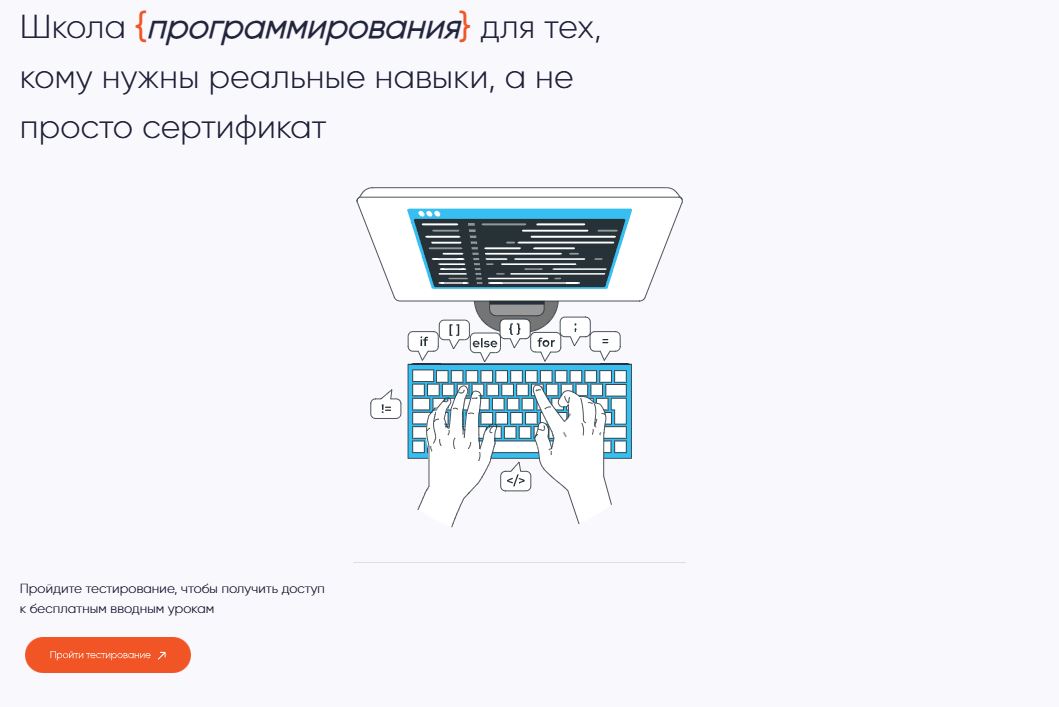 Школа {программирования} для тех,
кому нужны реальные навыки, а не
просто сертификат
if
[ ]
else
{ }
for
;
=
!=
</>
Пройдите тестирование, чтобы получить доступ
к бесплатным вводным урокам
Пройти тестирование